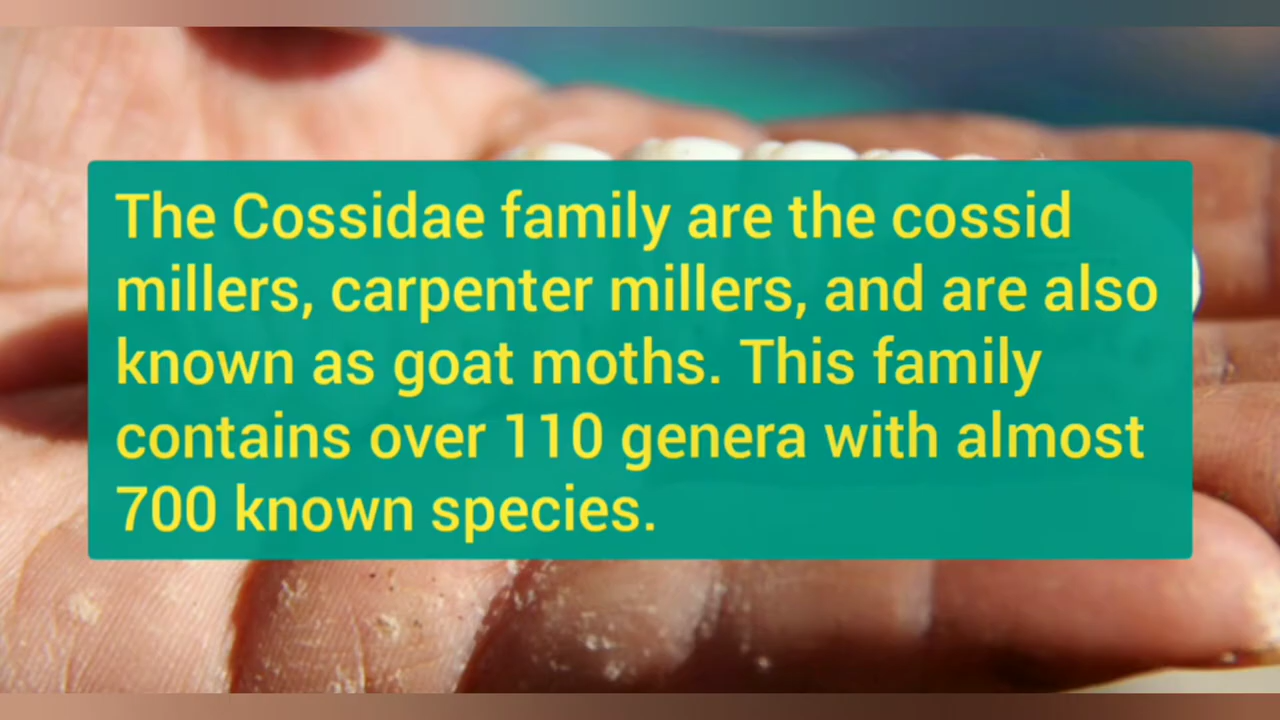 The Cossidae family are the cossid
millers, carpenter millers, and are also
known as goat moths. This family
contains over 110 genera with almost
700 known species.